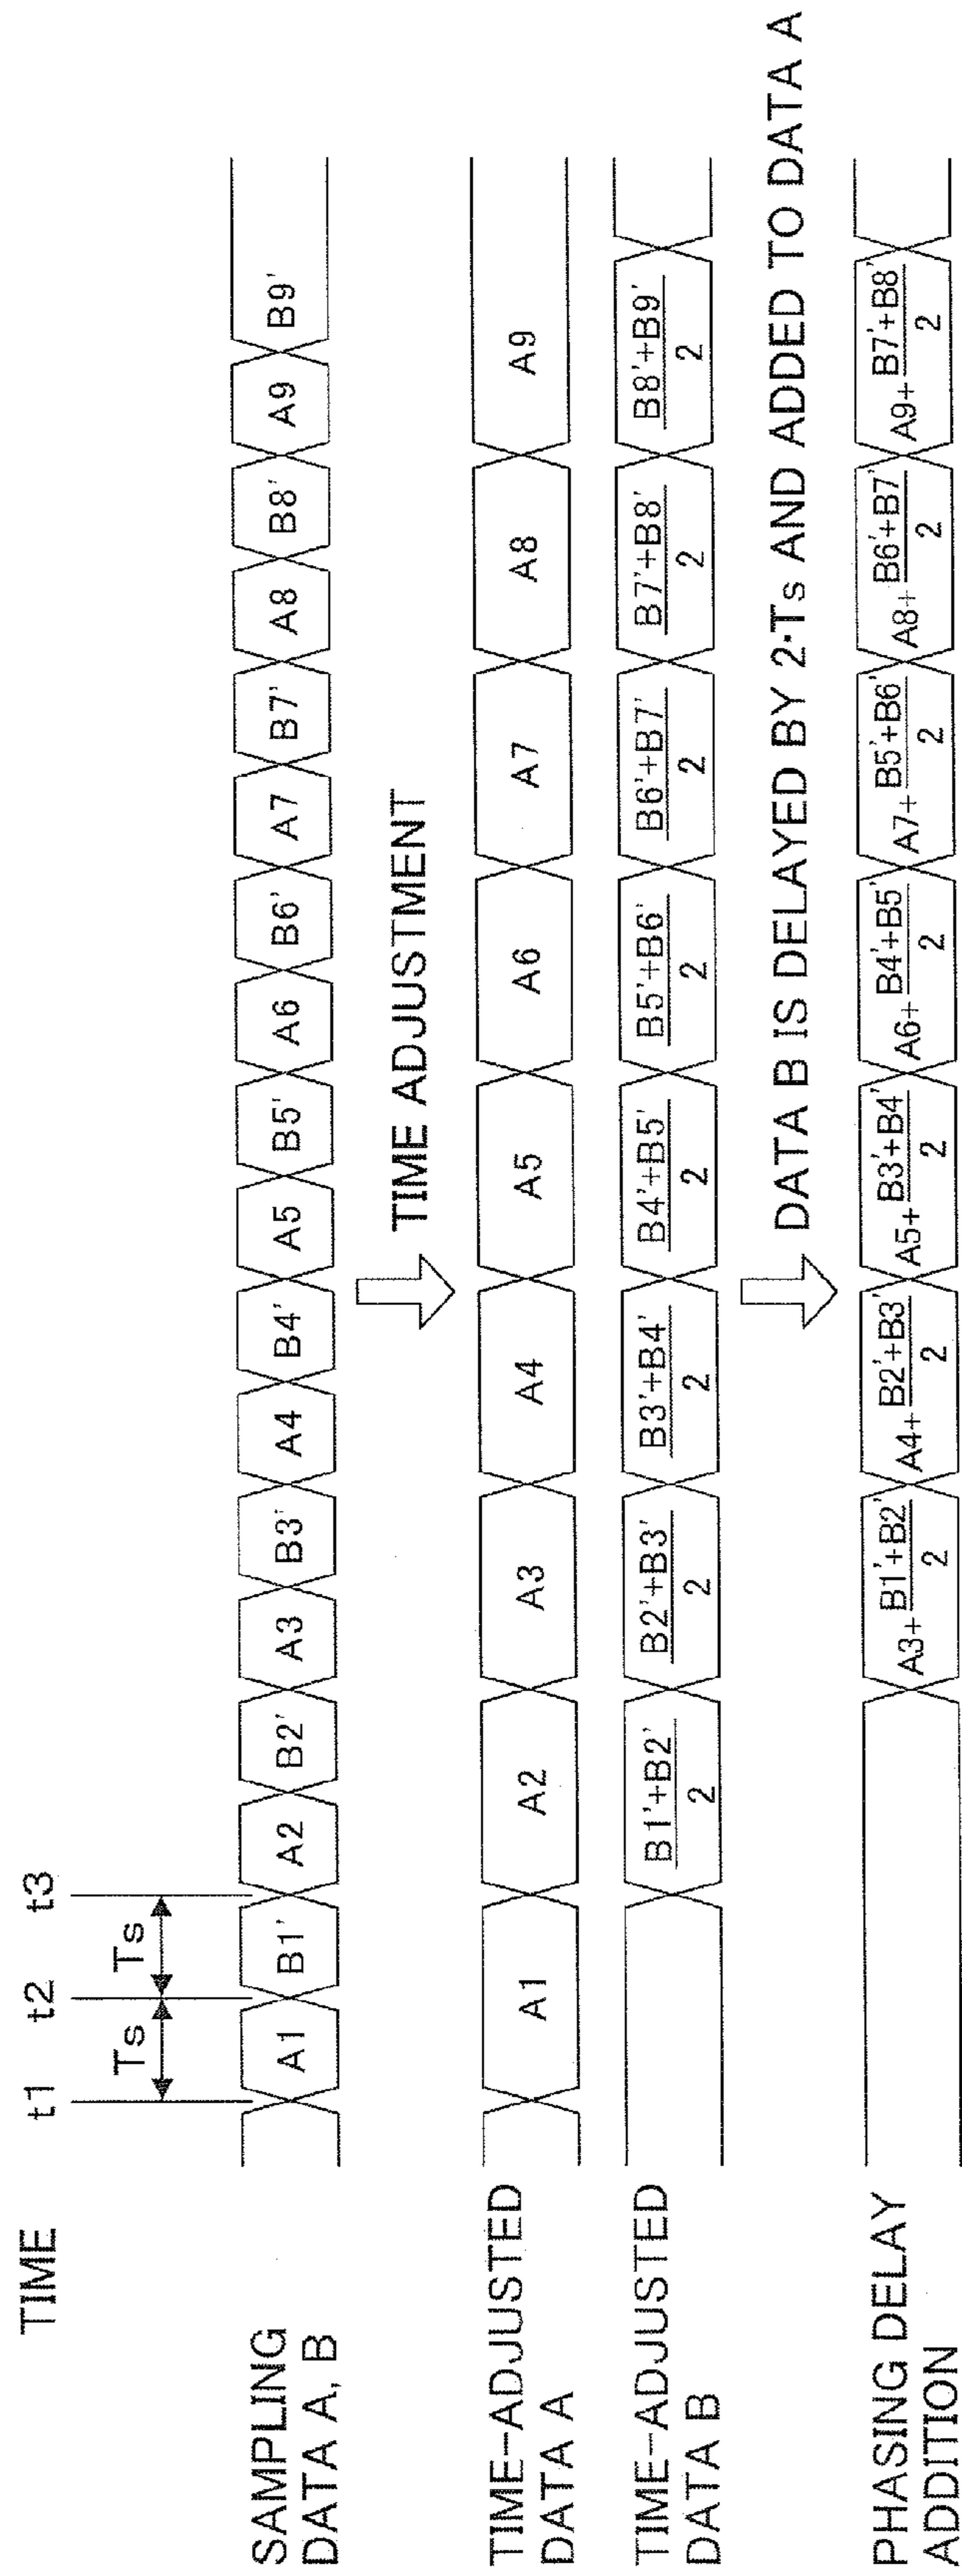 TIME
t1 t2 t3
Ts Ts
SAMPLING
DATA A, B
A1 B1' A2 B2' A3 B3' A4 B4' A5 B5' A6 B6' A7 B7' A8 B8' A9 B9'
TIME ADJUSTMENT
TIME-ADJUSTED
DATA A
A1 A2 A3 A4 A5 A6 A7 A8 A9
TIME-ADJUSTED
DATA B
B1'+B2' B2'+B3' B3'+B4' B4'+B5' B5'+B6' B6'+B7' B7'+B8' B8'+B9'
2 2 2 2 2 2 2 2
DATA B IS DELAYED BY 2·Ts AND ADDED TO DATA A
PHASING DELAY
ADDITION
A3+ B1'+B2' A4+ B2'+B3' A5+ B3'+B4' A6+ B4'+B5' A7+ B5'+B6' A8+ B6'+B7' A9+ B7'+B8'
2 2 2 2 2 2 2